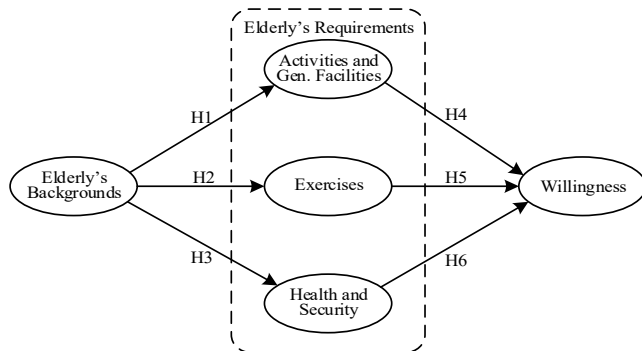 Elderly's Requirements
Activities and
Gen. Facilities
H1
H4
Elderly's
Backgrounds
H2
Exercises
H5
Willingness
H3
H6
Health and
Security